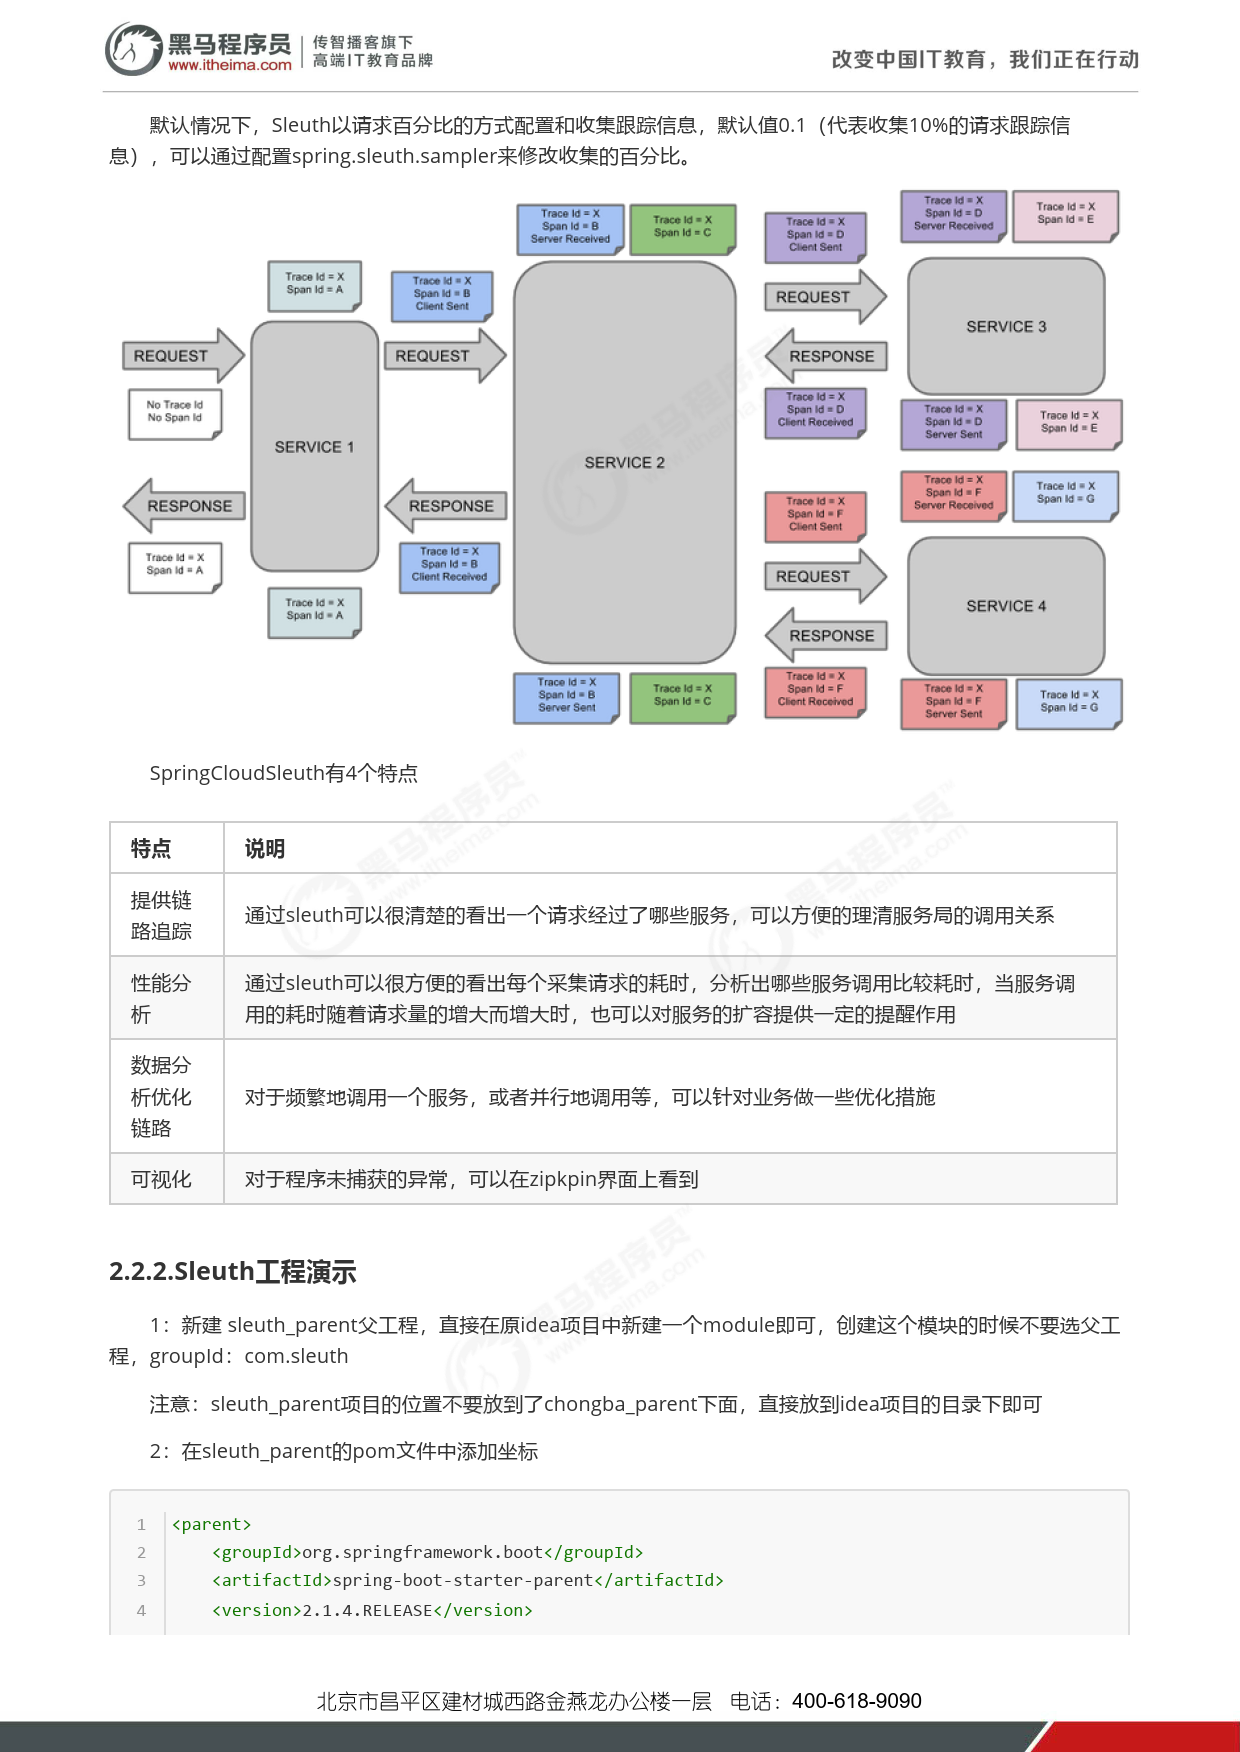 黑马程序员
www.itheima.com
传智播客旗下
高端IT教育品牌
改变中国IT教育，我们正在行动
默认情况下，Sleuth以请求百分比的方式配置和收集跟踪信息，默认值0.1（代表收集10%的请求跟踪信
息），可以通过配置spring.sleuth.sampler来修改收集的百分比。
REQUEST
No Trace Id
No Span Id
RESPONSE
Trace Id = X
Span Id = A
Trace Id = X
Span Id = A
SERVICE 1
Trace Id = X
Span Id = A
Trace Id = X
Span Id = B
Client Sent
REQUEST
RESPONSE
Trace Id = X
Span Id = B
Client Received
Trace Id = X
Span Id = B
Server Received
Trace Id = X
Span Id = C
SERVICE 2
Trace Id = X
Span Id = B
Server Sent
Trace Id = X
Span Id = C
Trace Id = X
Span Id = D
Client Sent
REQUEST
RESPONSE
Trace Id = X
Span Id = D
Client Received
Trace Id = X
Span Id = D
Server Received
Trace Id = X
Span Id = E
SERVICE 3
Trace Id = X
Span Id = D
Server Sent
Trace Id = X
Span Id = E
Trace Id = X
Span Id = F
Client Sent
REQUEST
RESPONSE
Trace Id = X
Span Id = F
Client Received
Trace Id = X
Span Id = F
Server Received
Trace Id = X
Span Id = G
SERVICE 4
Trace Id = X
Span Id = F
Server Sent
Trace Id = X
Span Id = G
SpringCloudSleuth有4个特点
特点 说明
提供链
路追踪
通过sleuth可以很清楚的看出一个请求经过了哪些服务，可以方便的理清服务局的调用关系
性能分
析
通过sleuth可以很方便的看出每个采集请求的耗时，分析出哪些服务调用比较耗时，当服务调
用的耗时随着请求量的增大而增大时，也可以对服务的扩容提供一定的提醒作用
数据分
析优化
链路
对于频繁地调用一个服务，或者并行地调用等，可以针对业务做一些优化措施
可视化 对于程序未捕获的异常，可以在zipkpin界面上看到
2.2.2.Sleuth工程演示
1：新建 sleuth_parent父工程，直接在原idea项目中新建一个module即可，创建这个模块的时候不要选父工
程，groupId：com.sleuth
注意：sleuth_parent项目的位置不要放到了chongba_parent下面，直接放到idea项目的目录下即可
2：在sleuth_parent的pom文件中添加坐标
1 <parent>
2 <groupId>org.springframework.boot</groupId>
3 <artifactId>spring-boot-starter-parent</artifactId>
4 <version>2.1.4.RELEASE</version>
北京市昌平区建材城西路金燕龙办公楼一层 电话：400-618-9090